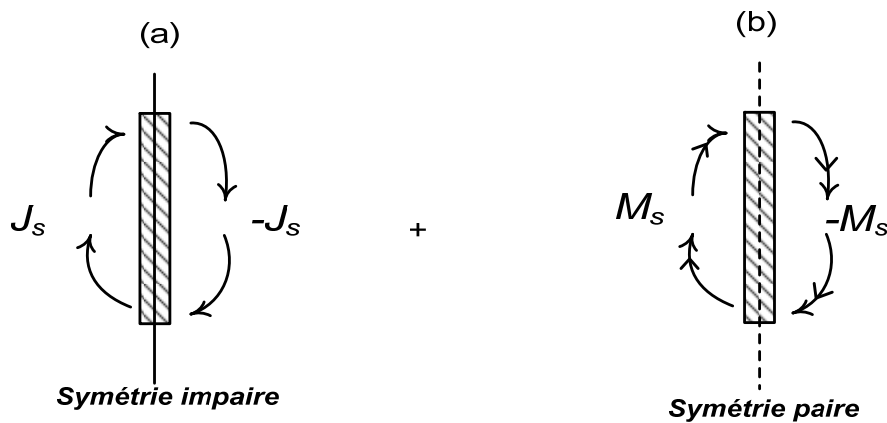 (a)
J_s
-J_s
Symétrie impaire
+
(b)
M_s
-M_s
Symétrie paire